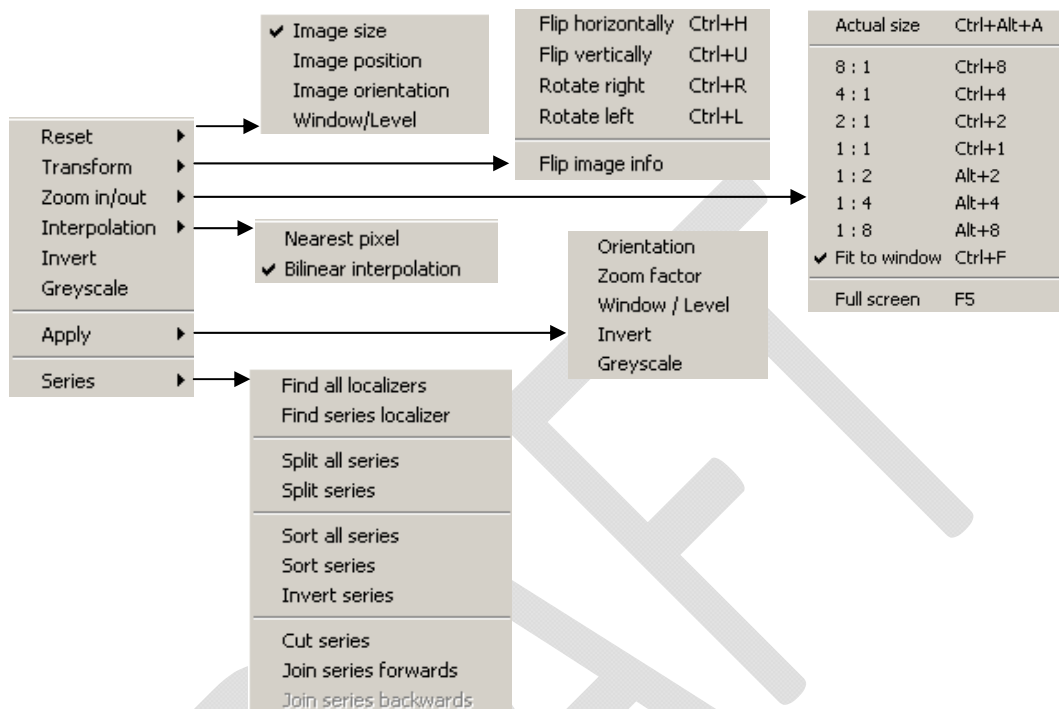 Reset
Transform
Zoom in/out
Interpolation
Invert
Greyscale
Apply
Series
✔ Image size
Image position
Image orientation
Window/Level
Flip horizontally Ctrl+H
Flip vertically Ctrl+U
Rotate right Ctrl+R
Rotate left Ctrl+L
Flip image info
Actual size Ctrl+Alt+A
8 : 1 Ctrl+8
4 : 1 Ctrl+4
2 : 1 Ctrl+2
1 : 1 Ctrl+1
1 : 2 Alt+2
1 : 4 Alt+4
1 : 8 Alt+8
✔ Fit to window Ctrl+F
Full screen F5
Nearest pixel
✔ Bilinear interpolation
Orientation
Zoom factor
Window / Level
Invert
Greyscale
Find all localizers
Find series localizer
Split all series
Split series
Sort all series
Sort series
Invert series
Cut series
Join series forwards
Join series backwards